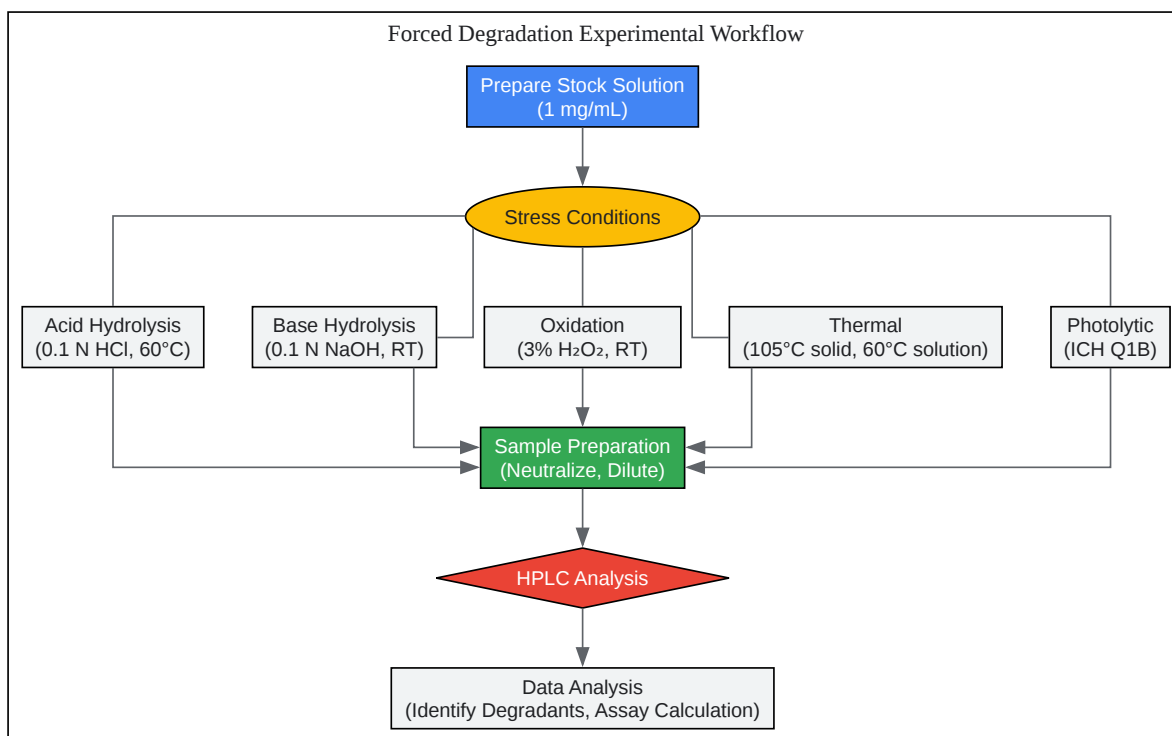 Forced Degradation Experimental Workflow
Prepare Stock Solution
(1 mg/mL)
Stress Conditions
Acid Hydrolysis
(0.1 N HCl, 60°C)
Base Hydrolysis
(0.1 N NaOH, RT)
Oxidation
(3% H₂O₂, RT)
Thermal
(105°C solid, 60°C solution)
Photolytic
(ICH Q1B)
Sample Preparation
(Neutralize, Dilute)
HPLC Analysis
Data Analysis
(Identify Degradants, Assay Calculation)